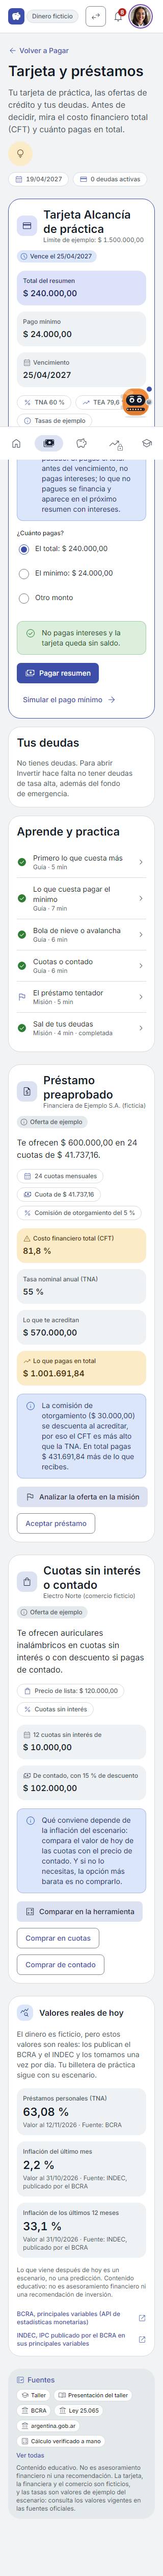 Dinero ficticio
8
Volver a Pagar
Tarjeta y préstamos
Tu tarjeta de práctica, las ofertas de
crédito y tus deudas. Antes de
decidir, mira el costo financiero total
(CFT) y cuánto pagas en total.
19/04/2027
0 deudas activas
Tarjeta Alcancía
de práctica
Límite de ejemplo: $ 1.500.000,00
Vence el 25/04/2027
Total del resumen
$ 240.000,00
Pago mínimo
$ 24.000,00
Vencimiento
25/04/2027
TNA 60 %
TEA 79,6
Tasas de ejemplo
antes del vencimiento, no
pagas intereses; lo que no
pagues se financia y
aparece en el próximo
resumen con intereses.
¿Cuánto pagas?
El total: $ 240.000,00
El mínimo: $ 24.000,00
Otro monto
No pagas intereses y la
tarjeta queda sin saldo.
Pagar resumen
Simular el pago mínimo
Tus deudas
No tienes deudas. Para abrir
Invertir hace falta no tener deudas
de tasa alta, además del fondo
de emergencia.
Aprende y practica
Primero lo que cuesta más
Guía · 5 min
Lo que cuesta pagar el
mínimo
Guía · 7 min
Bola de nieve o avalancha
Guía · 6 min
Cuotas o contado
Guía · 6 min
El préstamo tentador
Misión · 5 min
Sal de tus deudas
Misión · 4 min · completada
Préstamo
preaprobado
Financiera de Ejemplo S.A. (ficticia)
Oferta de ejemplo
Te ofrecen $ 600.000,00 en 24
cuotas de $ 41.737,16.
24 cuotas mensuales
Cuota de $ 41.737,16
Comisión de otorgamiento del 5 %
Costo financiero total (CFT)
81,8 %
Tasa nominal anual (TNA)
55 %
Lo que te acreditan
$ 570.000,00
Lo que pagas en total
$ 1.001.691,84
La comisión de
otorgamiento ($ 30.000,00)
se descuenta al acreditar,
por eso el CFT es más alto
que la TNA. En total pagas
$ 431.691,84 más de lo que
recibes.
Analizar la oferta en la misión
Aceptar préstamo
Cuotas sin interés
o contado
Electro Norte (comercio ficticio)
Oferta de ejemplo
Te ofrecen auriculares
inalámbricos en cuotas sin
interés o con descuento si pagas
de contado.
Precio de lista: $ 120.000,00
Cuotas sin interés
12 cuotas sin interés de
$ 10.000,00
De contado, con 15 % de descuento
$ 102.000,00
Qué conviene depende de
la inflación del escenario:
compara el valor de hoy de
las cuotas con el precio de
contado. Y si no lo
necesitas, la opción más
barata es no comprarlo.
Comparar en la herramienta
Comprar en cuotas
Comprar de contado
Valores reales de hoy
El dinero es ficticio, pero estos
valores son reales: los publican el
BCRA y el INDEC y los tomamos una
vez por día. Tu billetera de práctica
sigue con su escenario.
Préstamos personales (TNA)
63,08 %
Valor al 12/11/2026 · Fuente: BCRA
Inflación del último mes
2,2 %
Valor al 31/10/2026 · Fuente: INDEC,
publicado por el BCRA
Inflación de los últimos 12 meses
33,1 %
Valor al 31/10/2026 · Fuente: INDEC,
publicado por el BCRA
Lo que viene después de hoy es un
escenario, no una predicción. Contenido
educativo: no es asesoramiento financiero ni
una recomendación de inversión.
BCRA, principales variables (API de
estadísticas monetarias)
INDEC, IPC publicado por el BCRA en
sus principales variables
Fuentes
Taller
Presentación del taller
BCRA
Ley 25.065
argentina.gob.ar
Cálculo verificado a mano
Ver todas
Contenido educativo. No es asesoramiento
financiero ni una recomendación. La tarjeta,
la financiera y el comercio son ficticios,
y las tasas son valores de ejemplo del
escenario: consulta los valores vigentes en
las fuentes oficiales.